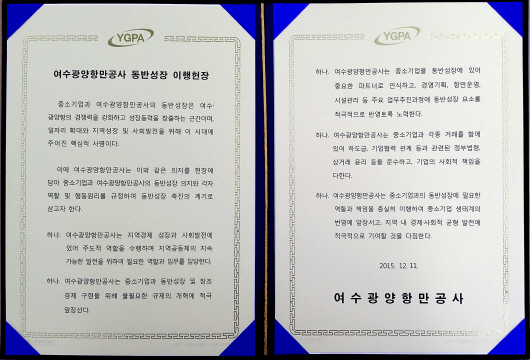 YGPA
여수광양항만공사 동반성장 이행헌장
중소기업과 여수광양항만공사의 동반성장은 여수·
광양항의 경쟁력을 강화하고 성장동력을 창출하는 근간이며,
일자리 확대와 지역성장 및 사회발전을 위해 이 시대에
주어진 핵심적 사명이다.
이에 여수광양항만공사는 이와 같은 의지를 헌장에
담아 중소기업과 여수광양항만공사의 동반성장 의지와 각자
역할 및 행동원리를 규정하여 동반성장 촉진의 계기로
삼고자 한다.
하나. 여수광양항만공사는 지역경제 성장과 사회발전에
있어 주도적 역할을 수행하며 지역공동체의 지속
가능한 발전을 위하여 필요한 역할과 임무를 담당한다.
하나. 여수광양항만공사는 중소기업과 동반성장 및 창조
경제 구현을 위해 불필요한 규제의 개혁에 적극
앞장선다.
YGPA
하나. 여수광양항만공사는 중소기업을 동반성장에 있어
중요한 파트너로 인식하고, 경영기획, 항만운영,
시설관리 등 주요 업무추진과정에 동반성장 요소를
적극적으로 반영토록 노력한다.
하나. 여수광양항만공사는 중소기업과 각종 거래를 함에
있어 하도급, 기업협력 관계 등과 관련된 정부법령,
상거래 윤리 등을 준수하고, 기업의 사회적 책임을
다한다.
하나. 여수광양항만공사는 중소기업과의 동반성장에 필요한
역할과 책임을 충실히 이행하여 중소기업 생태계의
번영에 앞장서고, 지역 내 경제·사회적 균형 발전에
적극적으로 기여할 것을 다짐한다.
2015. 12. 11.
여수광양항만공사